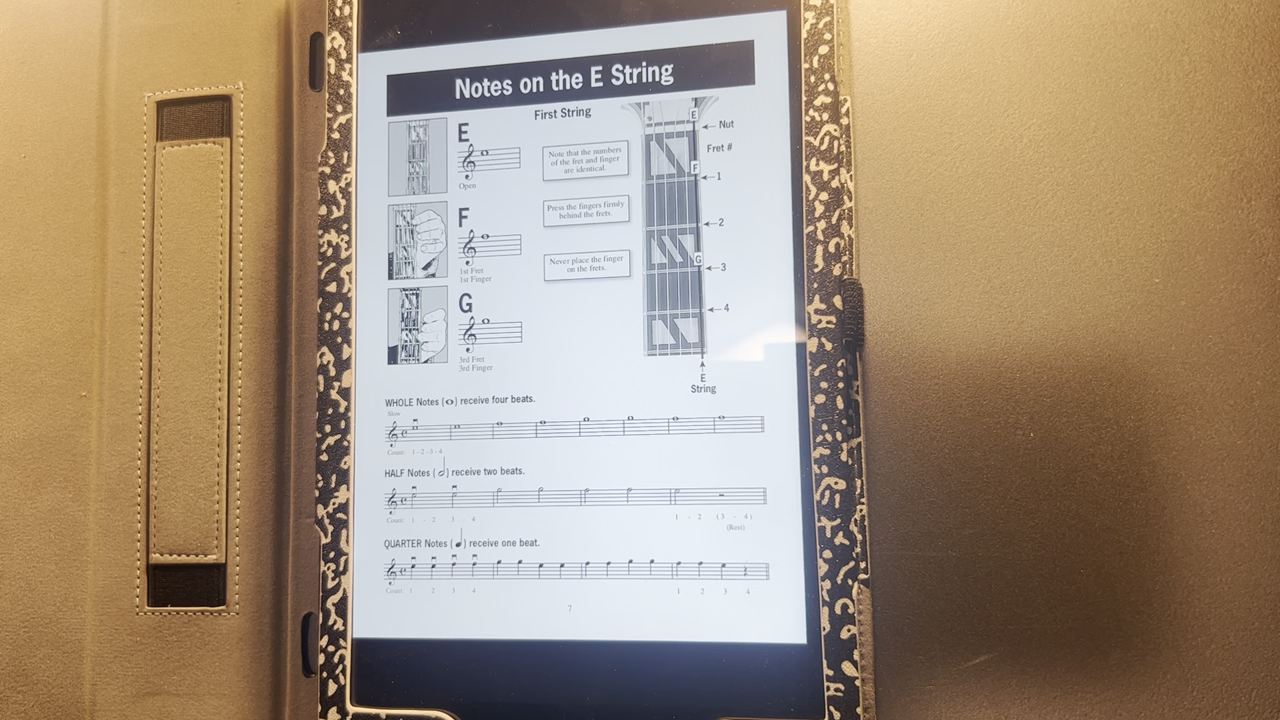 Notes on the E String
First String
E
Open
F
1st Fret
1st Finger
G
3rd Fret
3rd Finger
Note that the numbers
of the fret and finger
are identical.
Press the fingers firmly
behind the frets.
Never place the finger
on the frets.
E
Nut
Fret #
F
1
2
G
3
4
E
String
WHOLE Notes (𝅝) receive four beats.
Slow
Count: 1 - 2 - 3 - 4
HALF Notes (𝅗𝅥) receive two beats.
Count: 1 - 2 3 4 1 - 2 (3 - 4)
(Rest)
QUARTER Notes (♩) receive one beat.
Count: 1 2 3 4 1 2 3 4
7